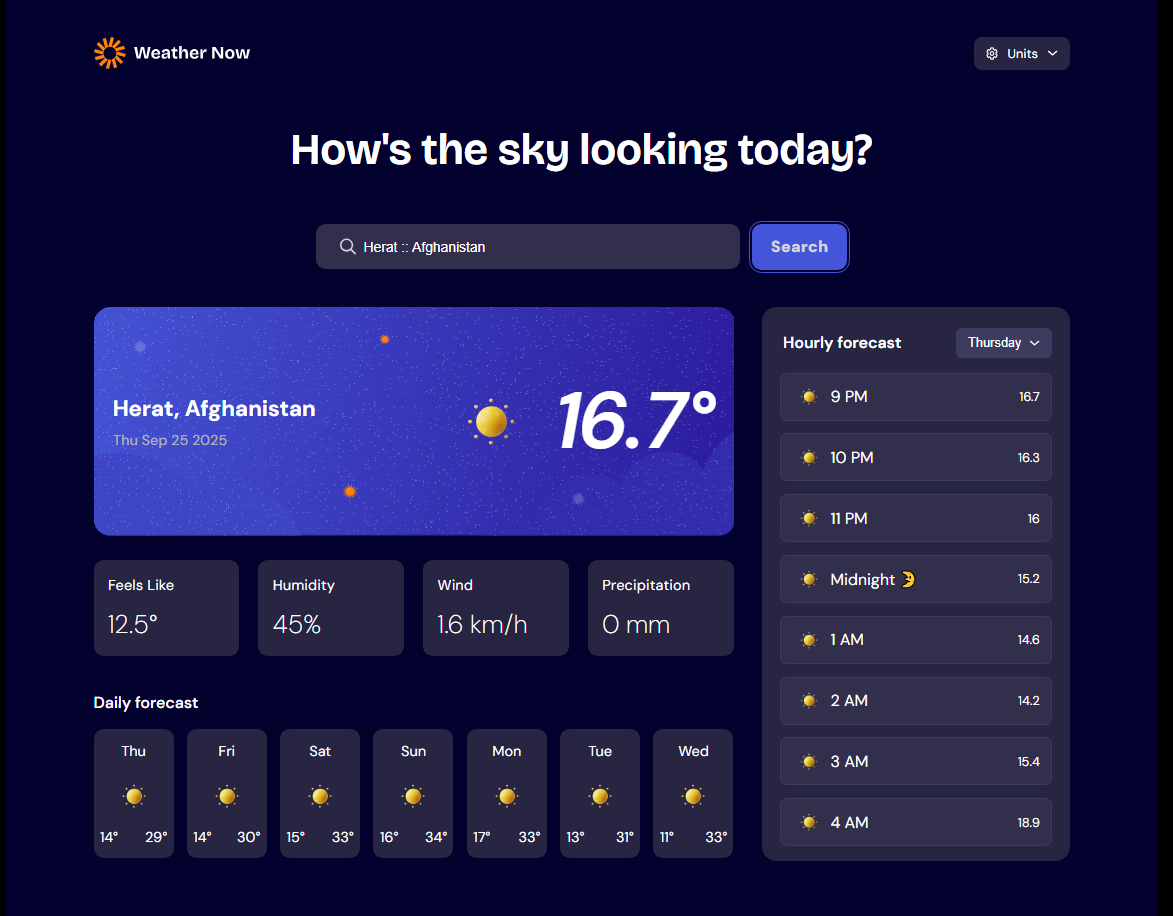 Weather Now
Units
How's the sky looking today?
Herat :: Afghanistan
Search
Herat, Afghanistan
Thu Sep 25 2025
16.7°
Feels Like
12.5°
Humidity
45%
Wind
1.6 km/h
Precipitation
0 mm
Daily forecast
Thu
14° 29°
Fri
14° 30°
Sat
15° 33°
Sun
16° 34°
Mon
17° 33°
Tue
13° 31°
Wed
11° 33°
Hourly forecast
Thursday
9 PM 16.7
10 PM 16.3
11 PM 16
Midnight 15.2
1 AM 14.6
2 AM 14.2
3 AM 15.4
4 AM 18.9